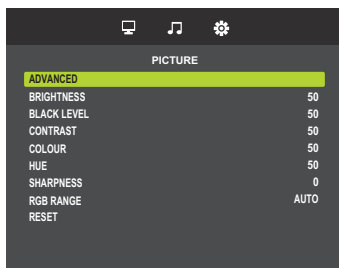 PICTURE
ADVANCED
BRIGHTNESS 50
BLACK LEVEL 50
CONTRAST 50
COLOUR 50
HUE 50
SHARPNESS 0
RGB RANGE AUTO
RESET